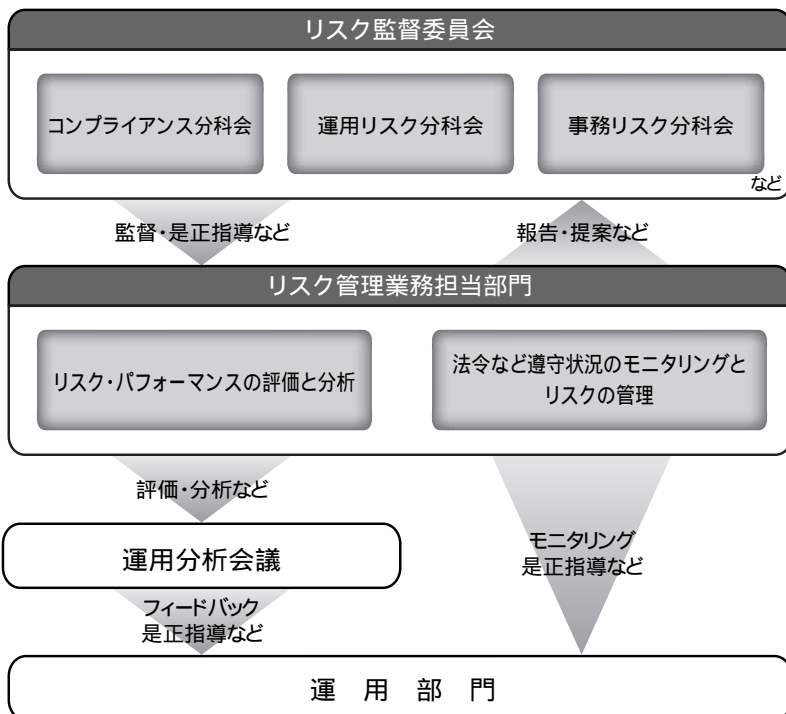 リスク監督委員会
コンプライアンス分科会
運用リスク分科会
事務リスク分科会
など
監督・是正指導など
報告・提案など
リスク管理業務担当部門
リスク・パフォーマンスの評価と分析
法令など遵守状況のモニタリングと
リスクの管理
評価・分析など
運用分析会議
モニタリング
是正指導など
フィードバック
是正指導など
運 用 部 門